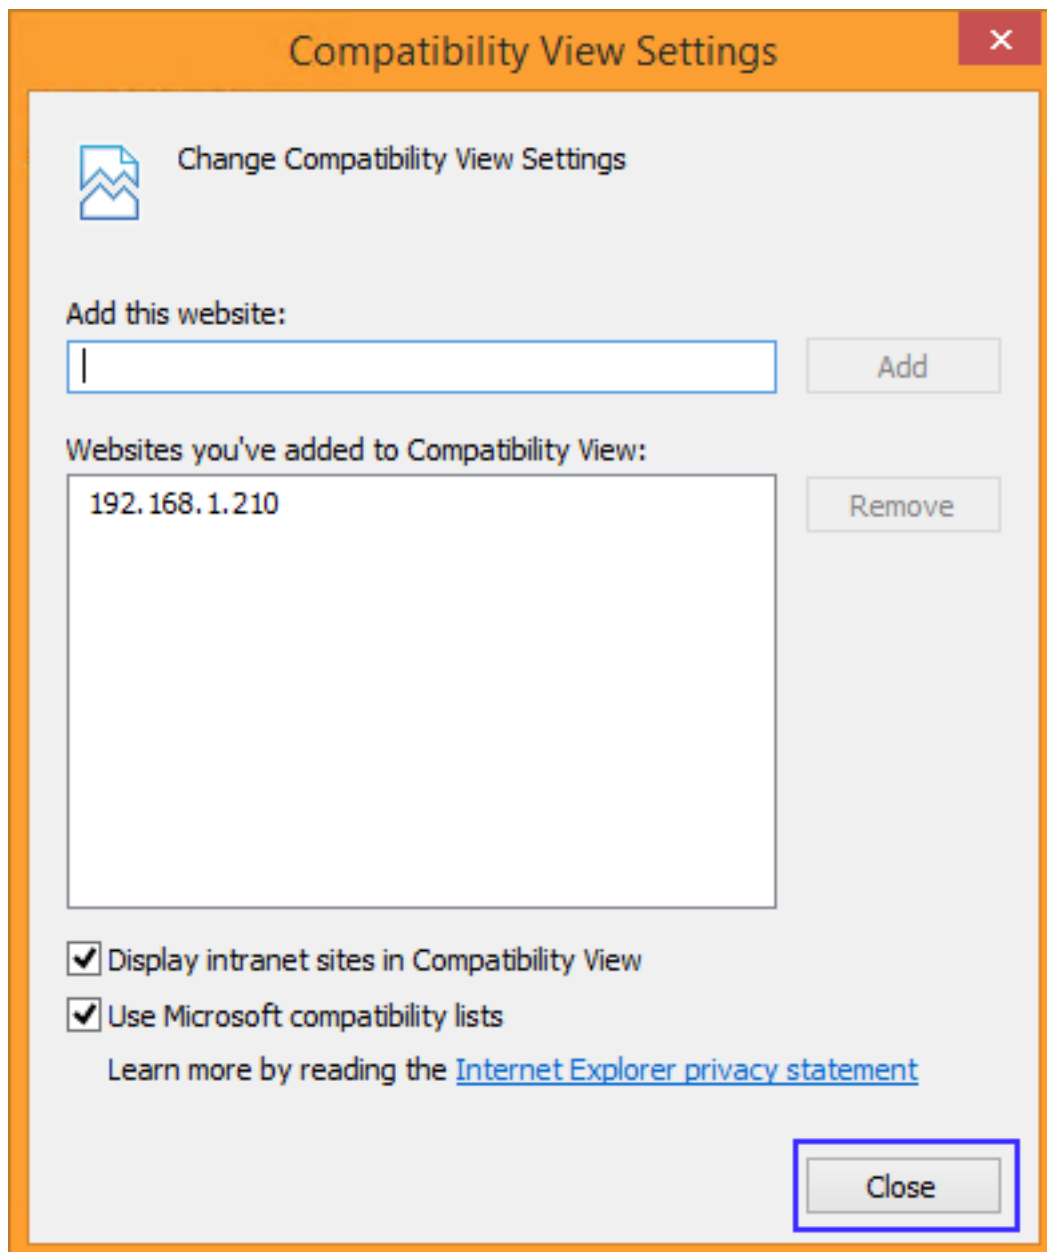 Compatibility View Settings
Change Compatibility View Settings
Add this website:
Add
Websites you've added to Compatibility View:
192.168.1.210
Remove
Display intranet sites in Compatibility View
Use Microsoft compatibility lists
Learn more by reading the Internet Explorer privacy statement
Close